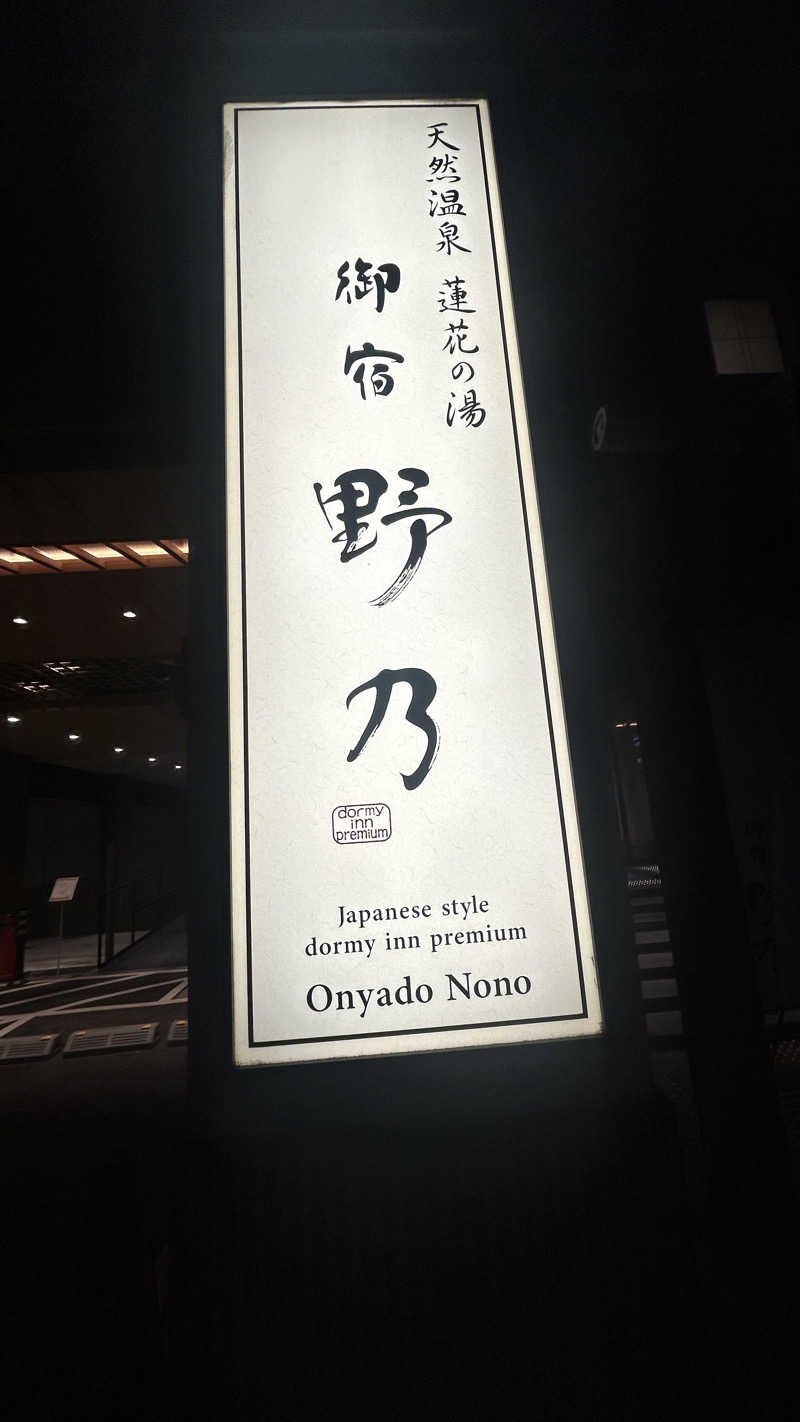 天然温泉 蓮花の湯
御宿 野乃
dormy
inn
premium
Japanese style
dormy inn premium
Onyado Nono